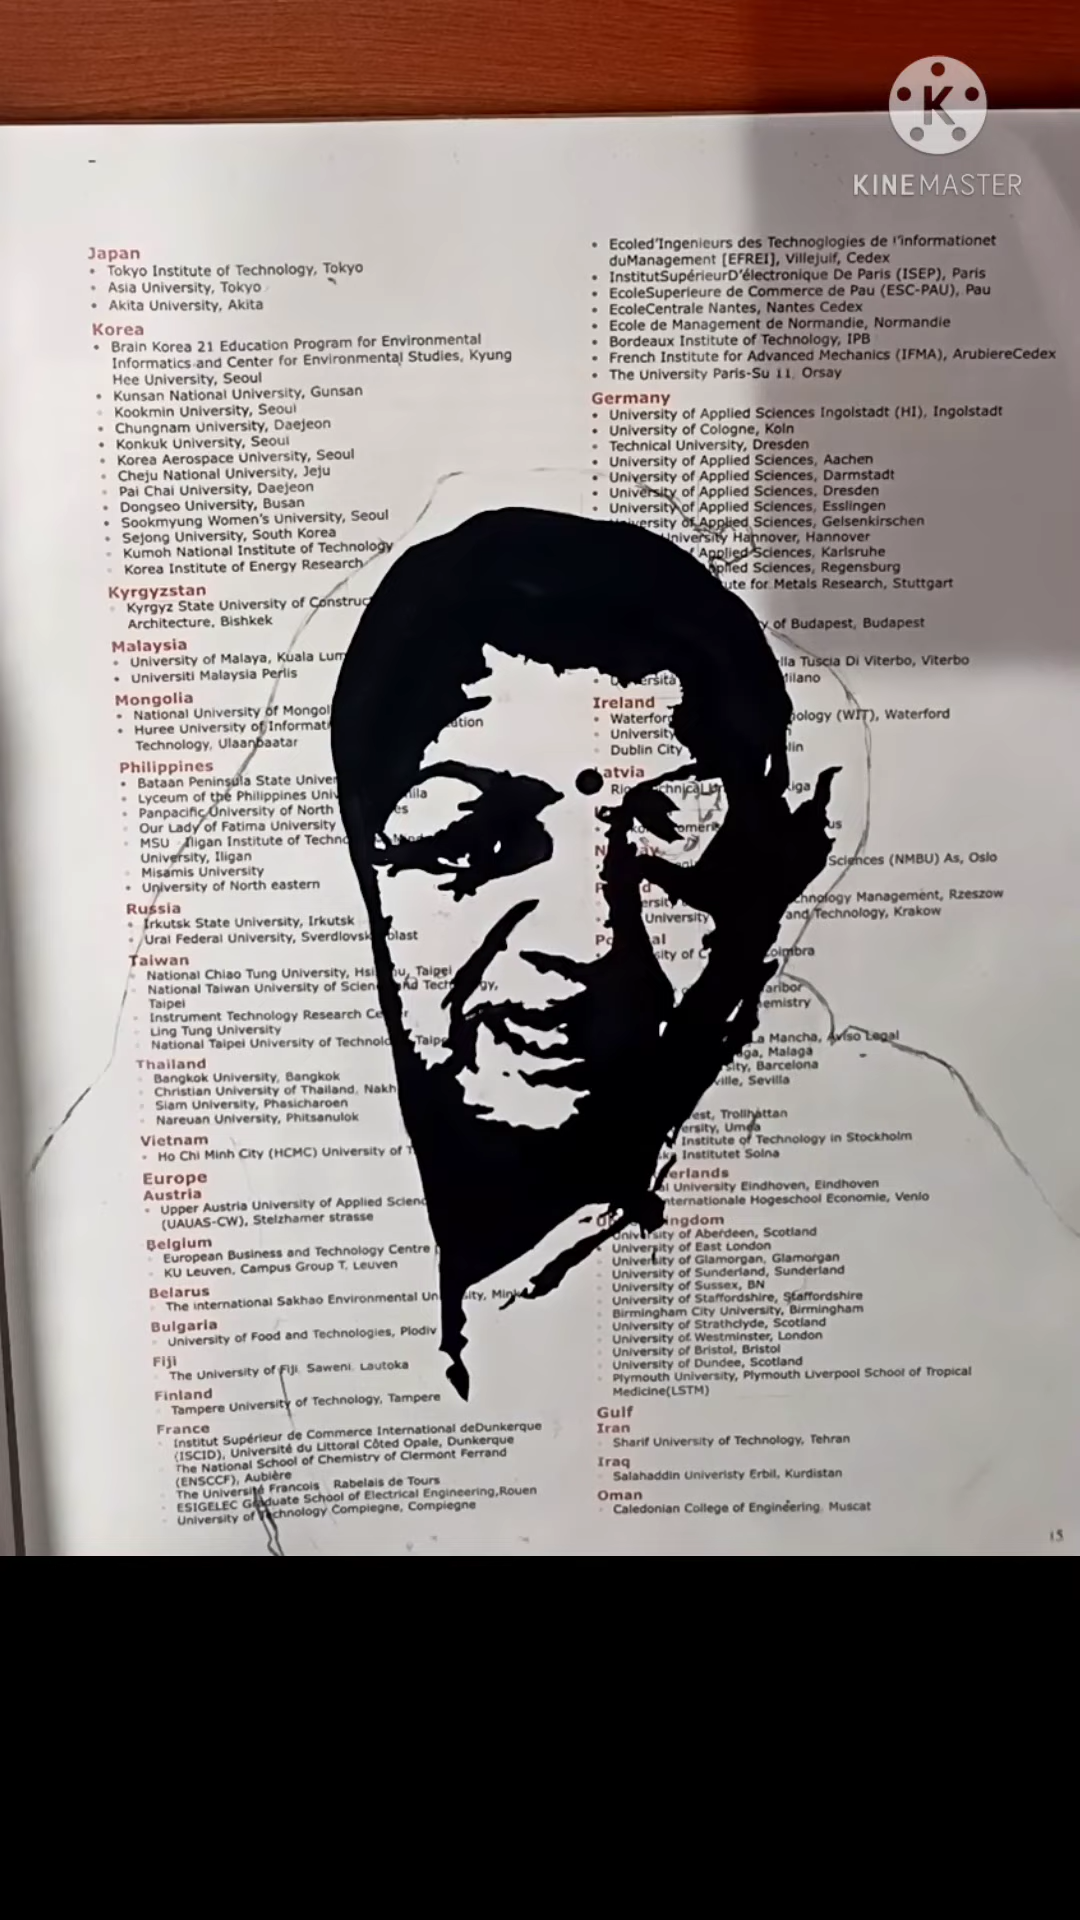 KINEMASTER
Japan
Tokyo Institute of Technology, Tokyo
Asia University, Tokyo
Akita University, Akita
Korea
Brain Korea 21 Education Program for Environmental
Informatics and Center for Environmental Studies, Kyung
Hee University, Seoul
Kunsan National University, Gunsan
Kookmin University, Seoul
Chungnam University, Daejeon
Konkuk University, Seoul
Korea Aerospace University, Seoul
Cheju National University, Jeju
Pai Chai University, Daejeon
Dongseo University, Busan
Sookmyung Women's University, Seoul
Sejong University, South Korea
Kumoh National Institute of Technology
Korea Institute of Energy Research
Kyrgyzstan
Kyrgyz State University of
Architecture, Bishkek
Malaysia
University of Malaya, Kuala
Universiti Malaysia Perlis
Mongolia
National University of
Huree University of
Technology, Ulaanbaatar
Philippines
Bataan Peninsula State
Lyceum of the Philippines
Panpacific University of North
Our Lady of Fatima University
MSU Iligan Institute of
University, Iligan
Misamis University
University of North eastern
Russia
Irkutsk State University, Irkutsk
Ural Federal University,
Taiwan
National Chiao Tung University, Taipei
National Taiwan University of
Taipei
Instrument Technology Research
Ling Tung University
National Taipei University of
Thailand
Bangkok University, Bangkok
Christian University of Thailand,
Siam University, Phasicharoen
Nareuan University, Phitsanulok
Vietnam
Ho Chi Minh City (HCMC) University of
Europe
Austria
Upper Austria University of Applied
(UAUAS-CW), Stelzhamer strasse
Belgium
European Business and Technology Centre
KU Leuven, Campus Group T, Leuven
Belarus
The international Sakhao Environmental
Bulgaria
University of Food and Technologies, Plodiv
Fiji
The University of Fiji, Saweni, Lautoka
Finland
Tampere University of Technology, Tampere
France
Institut Supérieur de Commerce International deDunkerque
(ISCID), Université du Littoral Côted Opale, Dunkerque
The National School of Chemistry of Clermont Ferrand
(ENSCCF), Aubière
The Université Francois Rabelais de Tours
ESIGELEC Graduate School of Electrical Engineering,Rouen
University of Technology Compiegne, Compiegne
Ecoled'Ingenieurs des Technoglogies de l'informationet
duManagement [EFREI], Villejuif, Cedex
InstitutSupérieurD'électronique De Paris (ISEP), Paris
EcoleSuperieure de Commerce de Pau (ESC-PAU), Pau
EcoleCentrale Nantes, Nantes Cedex
Ecole de Management de Normandie, Normandie
Bordeaux Institute of Technology, IPB
French Institute for Advanced Mechanics (IFMA), ArubiereCedex
The University Paris-Su 11, Orsay
Germany
University of Applied Sciences Ingolstadt (HI), Ingolstadt
University of Cologne, Koln
Technical University, Dresden
University of Applied Sciences, Aachen
University of Applied Sciences, Darmstadt
University of Applied Sciences, Dresden
University of Applied Sciences, Esslingen
University of Applied Sciences, Gelsenkirschen
University Hannover, Hannover
Applied Sciences, Karlsruhe
Sciences, Regensburg
for Metals Research, Stuttgart
of Budapest, Budapest
Tuscia Di Viterbo, Viterbo
Ireland
(WIT), Waterford
University
Dublin City
Latvia
Sciences (NMBU) As, Oslo
Management, Rzeszow
University and Technology, Krakow
La Mancha, Aviso Legal
Malaga
Barcelona
Sevilla
Trollhattan
Umea
Institute of Technology in Stockholm
Institutet Solna
University Eindhoven, Eindhoven
Internationale Hogeschool Economie, Venlo
University of Aberdeen, Scotland
University of East London
University of Glamorgan, Glamorgan
University of Sunderland, Sunderland
University of Sussex, BN
University of Staffordshire, Staffordshire
Birmingham City University, Birmingham
University of Strathclyde, Scotland
University of Westminster, London
University of Bristol, Bristol
University of Dundee, Scotland
Plymouth University, Plymouth Liverpool School of Tropical
Medicine(LSTM)
Gulf
Iran
Sharif University of Technology, Tehran
Iraq
Salahaddin Univeristy Erbil, Kurdistan
Oman
Caledonian College of Engineering, Muscat
15